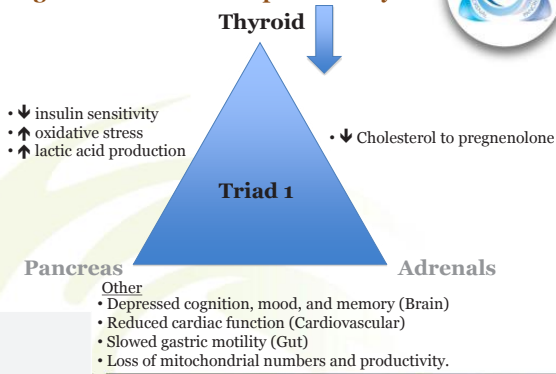 Thyroid
• 🡻 insulin sensitivity
• 🡹 oxidative stress
• 🡹 lactic acid production
• 🡻 Cholesterol to pregnenolone
Triad 1
Pancreas
Adrenals
Other
• Depressed cognition, mood, and memory (Brain)
• Reduced cardiac function (Cardiovascular)
• Slowed gastric motility (Gut)
• Loss of mitochondrial numbers and productivity.